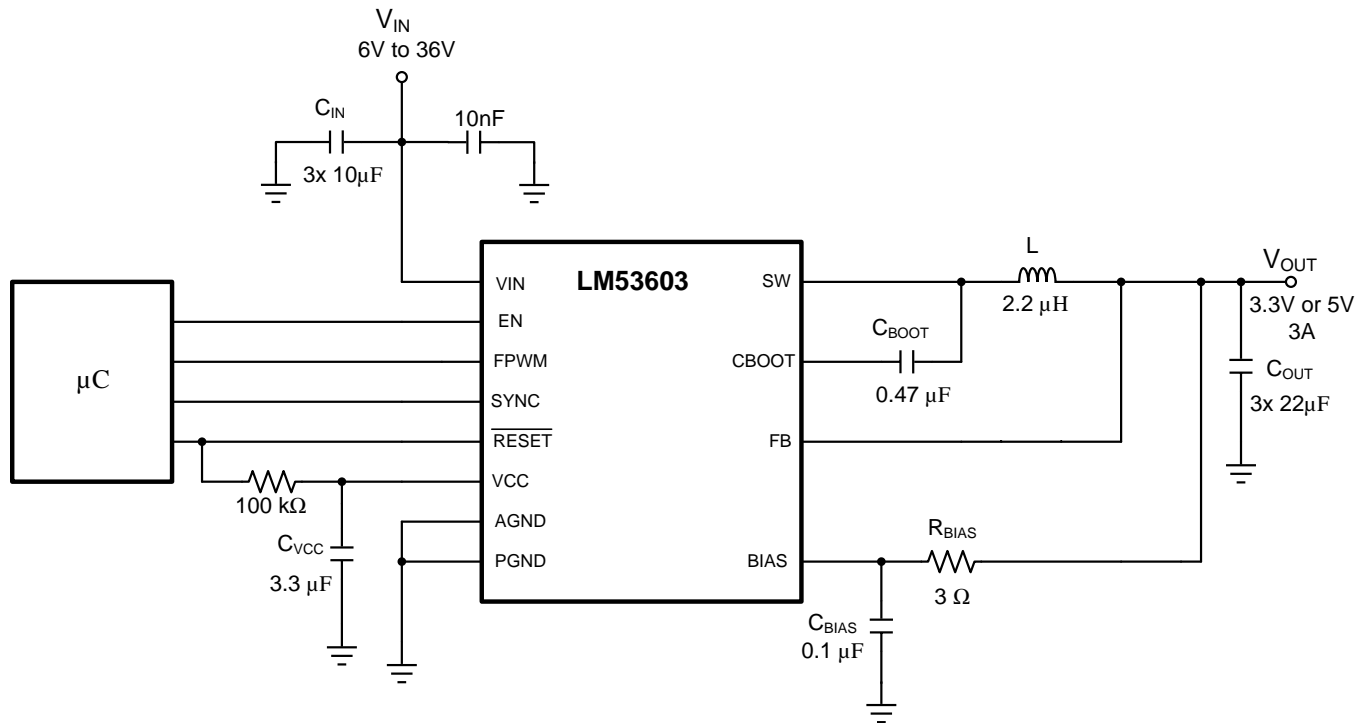 VIN
6V to 36V
CIN
10nF
3x 10µF
LM53603
L
VOUT
VIN
SW
2.2 µH
3.3V or 5V
3A
EN
CBOOT
µC
FPWM
CBOOT
COUT
0.47 µF
3x 22µF
SYNC
RESET
FB
VCC
100 kΩ
AGND
RBIAS
CVCC
PGND
BIAS
3.3 µF
3 Ω
CBIAS
0.1 µF